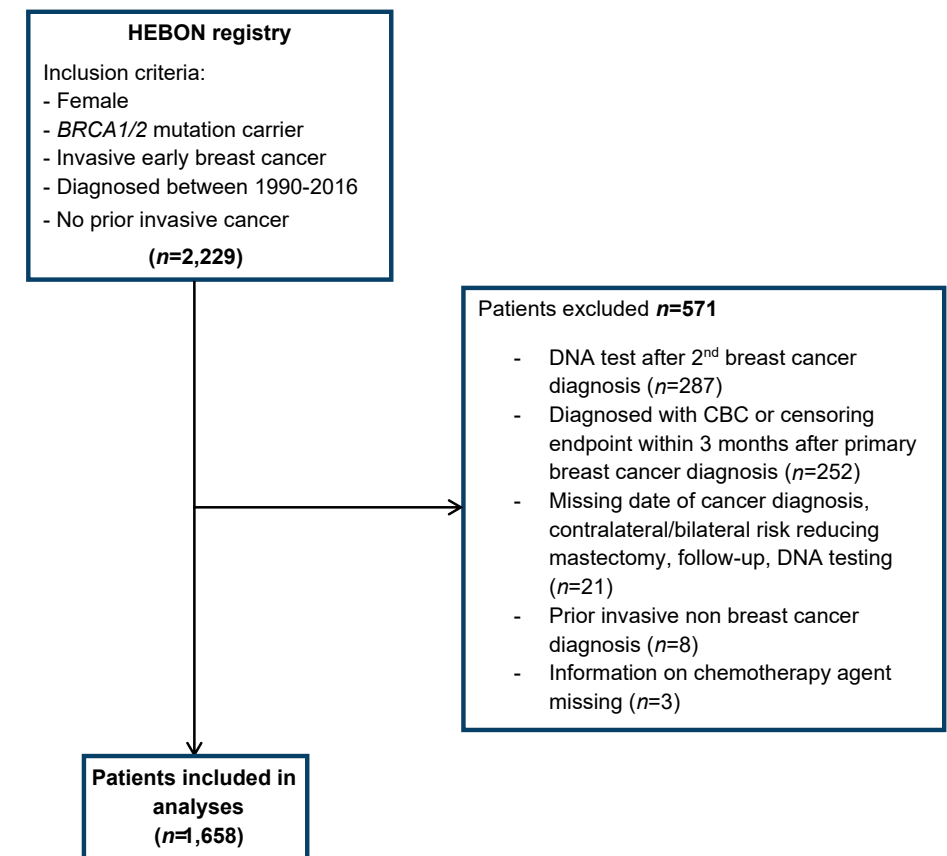 HEBON registry
Inclusion criteria:
- Female
- BRCA1/2 mutation carrier
- Invasive early breast cancer
- Diagnosed between 1990-2016
- No prior invasive cancer
(n=2,229)
Patients excluded n=571
- DNA test after 2nd breast cancer
diagnosis (n=287)
- Diagnosed with CBC or censoring
endpoint within 3 months after primary
breast cancer diagnosis (n=252)
- Missing date of cancer diagnosis,
contralateral/bilateral risk reducing
mastectomy, follow-up, DNA testing
(n=21)
- Prior invasive non breast cancer
diagnosis (n=8)
- Information on chemotherapy agent
missing (n=3)
Patients included in
analyses
(n=1,658)